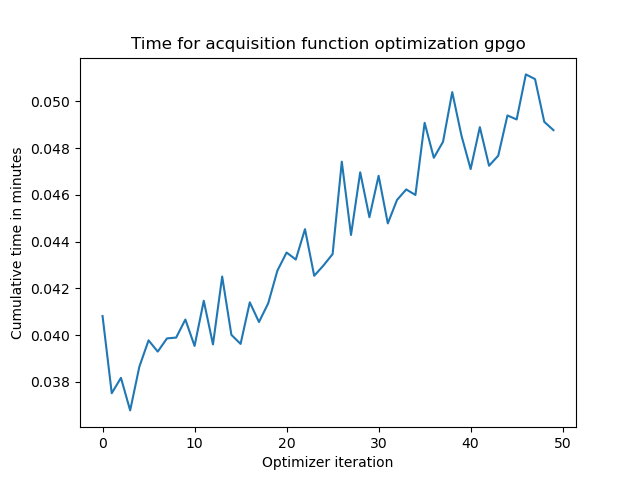 Time for acquisition function optimization gpgo
Cumulative time in minutes
0.050
0.048
0.046
0.044
0.042
0.040
0.038
0 10 20 30 40 50
Optimizer iteration